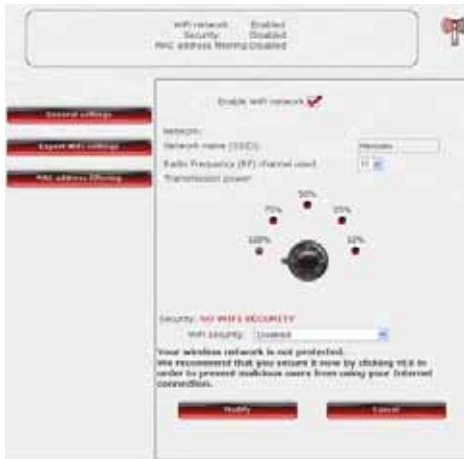 WiFi network: Enabled
Security: Disabled
MAC address filtering: Disabled
General settings
Expert WiFi settings
MAC address filtering
Enable WiFi network
Network:
Network name (SSID):
Radio Frequency (RF) channel used:
11
Transmission power
50%
75%
25%
100%
12%
Security: NO WIFI SECURITY
WiFi security: Disabled
Your wireless network is not protected.
We recommend that you secure it now by clicking YES in
order to prevent malicious users from using your Internet
connection.
Modify
Cancel